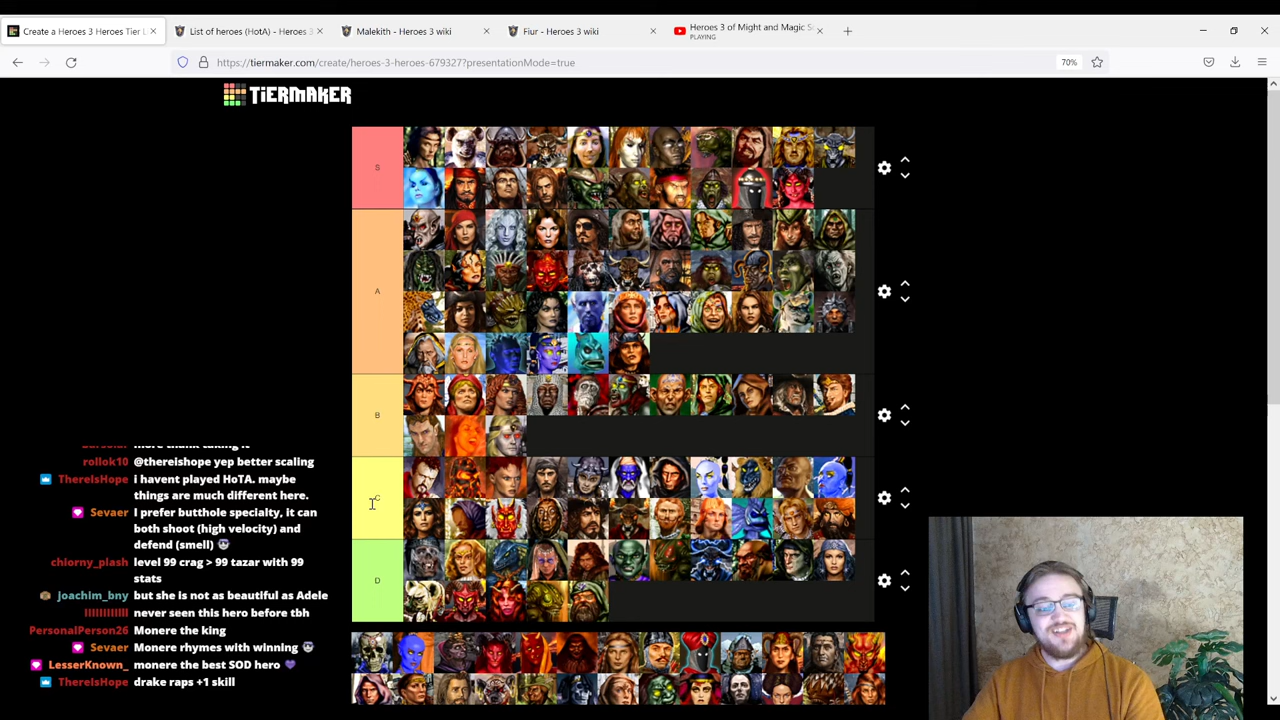 Create a Heroes 3 Heroes Tier L
List of heroes (HotA) - Heroes 3
Malekith - Heroes 3 wiki
Fiur - Heroes 3 wiki
Heroes 3 of Might and Magic S
PLAYING
https://tiermaker.com/create/heroes-3-heroes-679327?presentationMode=true
70%
TiERMAKER
S
A
B
C
D
rollok10 @thereishope yep better scaling
ThereIsHope i havent played HoTA. maybe
things are much different here.
Sevaer I prefer butthole specialty, it can
both shoot (high velocity) and
defend (smell)
chiorny_plash level 99 crag > 99 tazar with 99
stats
joachim_bny but she is not as beautiful as Adele
llllllllllll never seen this hero before tbh
PersonalPerson26 Monere the king
Sevaer Monere rhymes with winning
LesserKnown_ monere the best SOD hero
ThereIsHope drake raps +1 skill